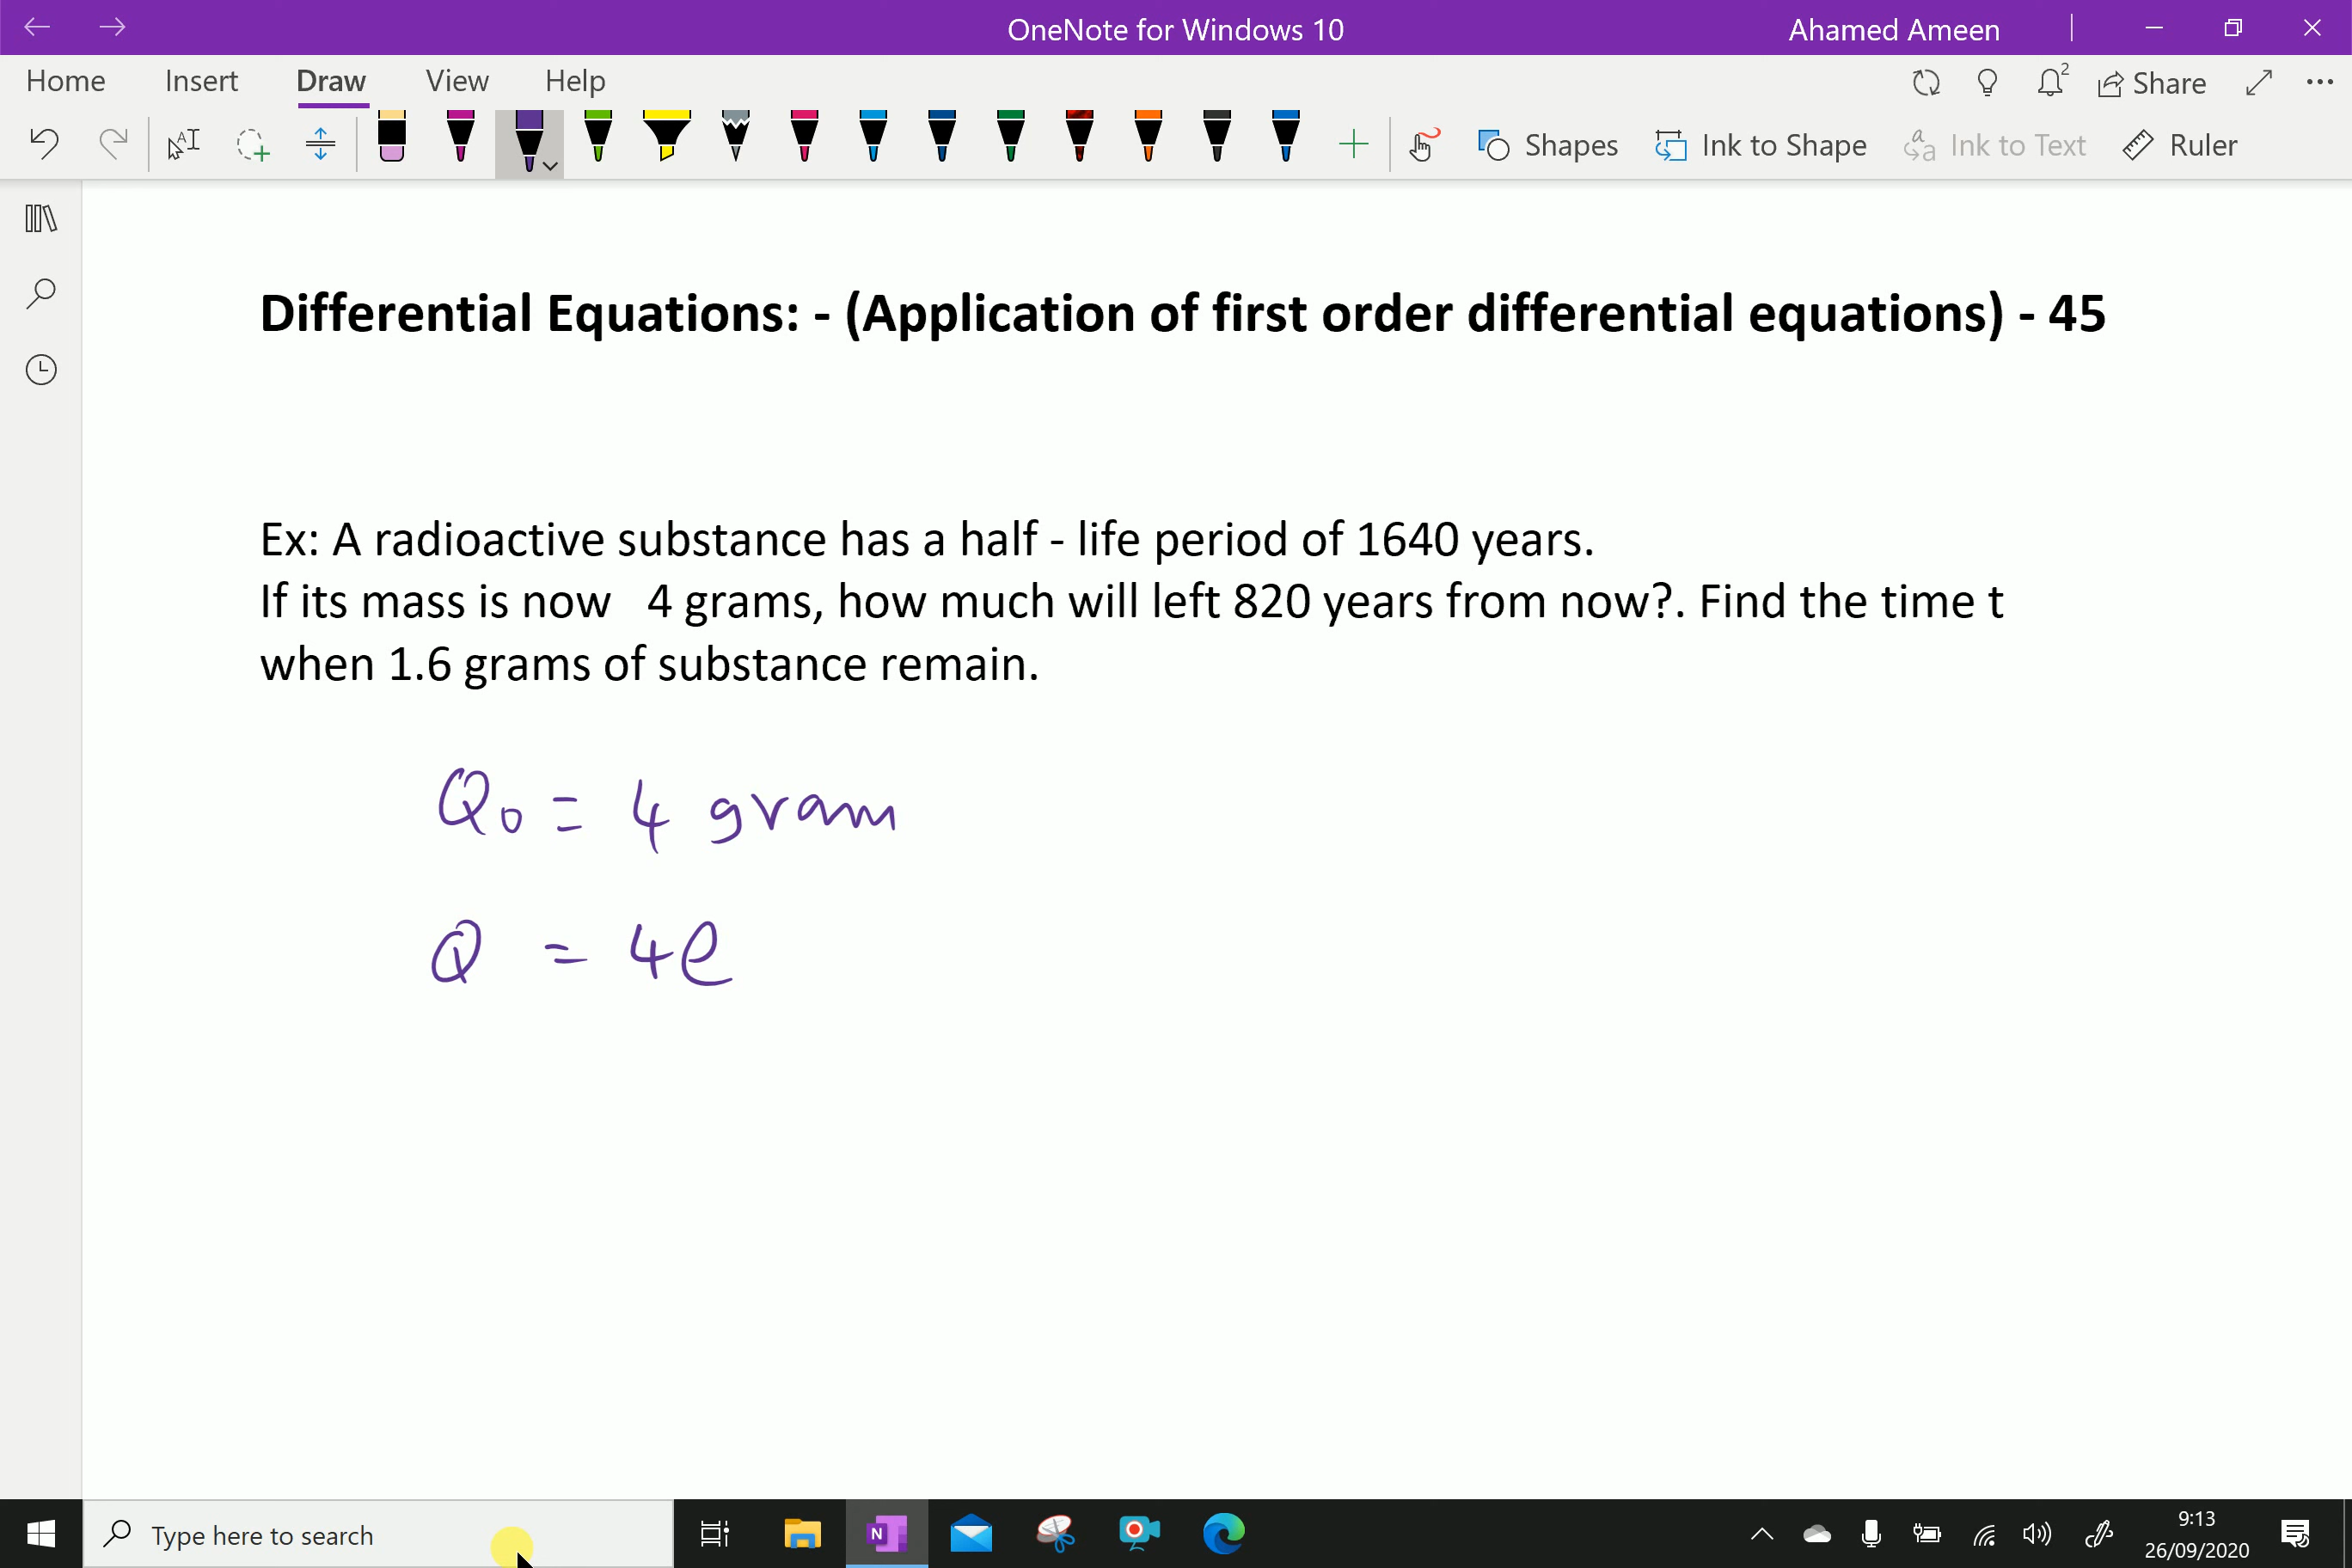 OneNote for Windows 10
Ahamed Ameen
Home Insert Draw View Help
2 Share
Shapes Ink to Shape Ink to Text Ruler
Differential Equations: - (Application of first order differential equations) - 45
Ex: A radioactive substance has a half - life period of 1640 years.
If its mass is now 4 grams, how much will left 820 years from now?. Find the time t
when 1.6 grams of substance remain.
Q₀ = 4 gram
Q = 4e
Type here to search
9:13
26/09/2020